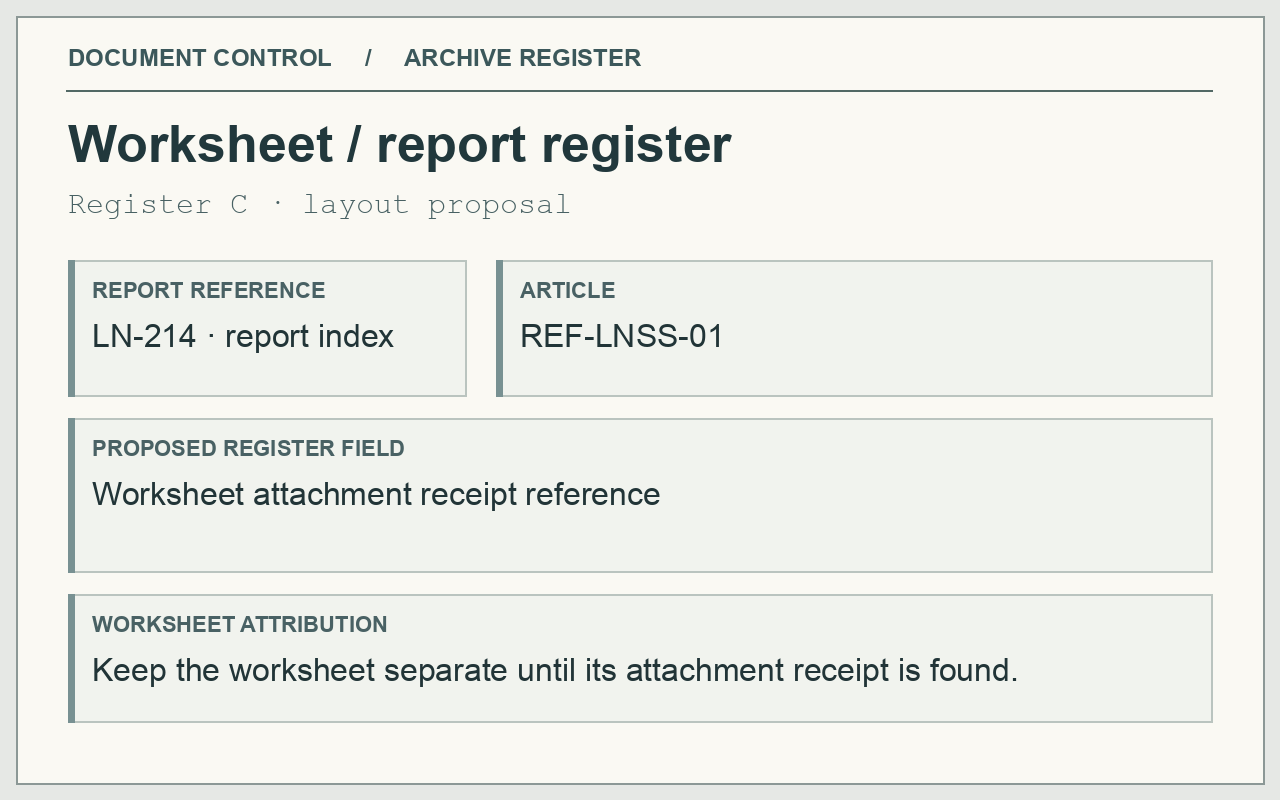 DOCUMENT CONTROL / ARCHIVE REGISTER
Worksheet / report register
Register C · layout proposal
REPORT REFERENCE
LN-214 · report index
ARTICLE
REF-LNSS-01
PROPOSED REGISTER FIELD
Worksheet attachment receipt reference
WORKSHEET ATTRIBUTION
Keep the worksheet separate until its attachment receipt is found.